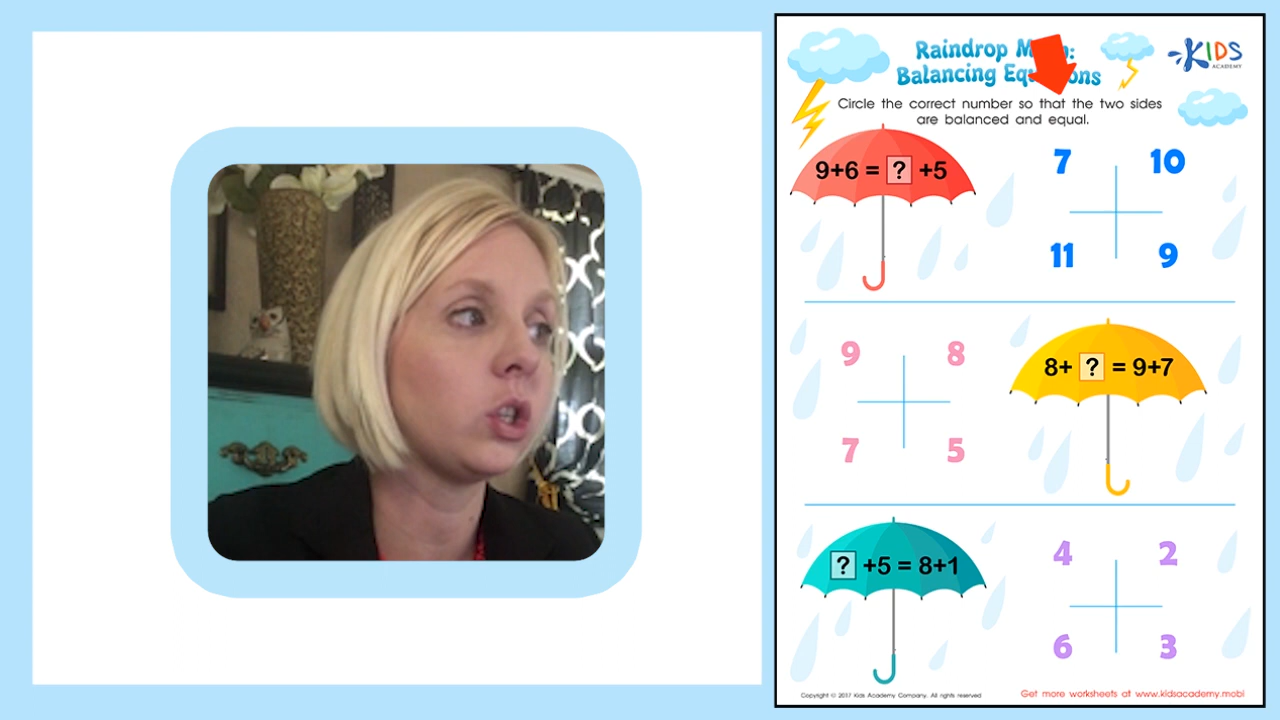 Raindrop M
Balancing Equ ons
KIDS
ACADEMY
Circle the correct number so that the two sides
are balanced and equal.
9+6 = ? +5
7 10
11 9
9 8
7 5
8+ ? = 9+7
? +5 = 8+1
4 2
6 3
Copyright © 2017 Kids Academy Company. All rights reserved
Get more worksheets at www.kidsacademy.mobi